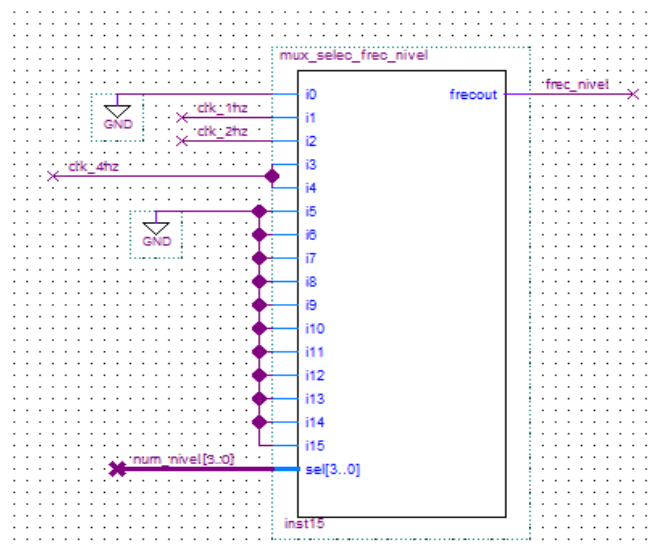 mux_selec_frec_nivel
GND
i0
frecout
frec_nivel
clk_1hz
i1
clk_2hz
i2
i3
clk_4hz
i4
GND
i5
i6
i7
i8
i9
i10
i11
i12
i13
i14
i15
num_nivel[3..0]
sel[3..0]
inst15